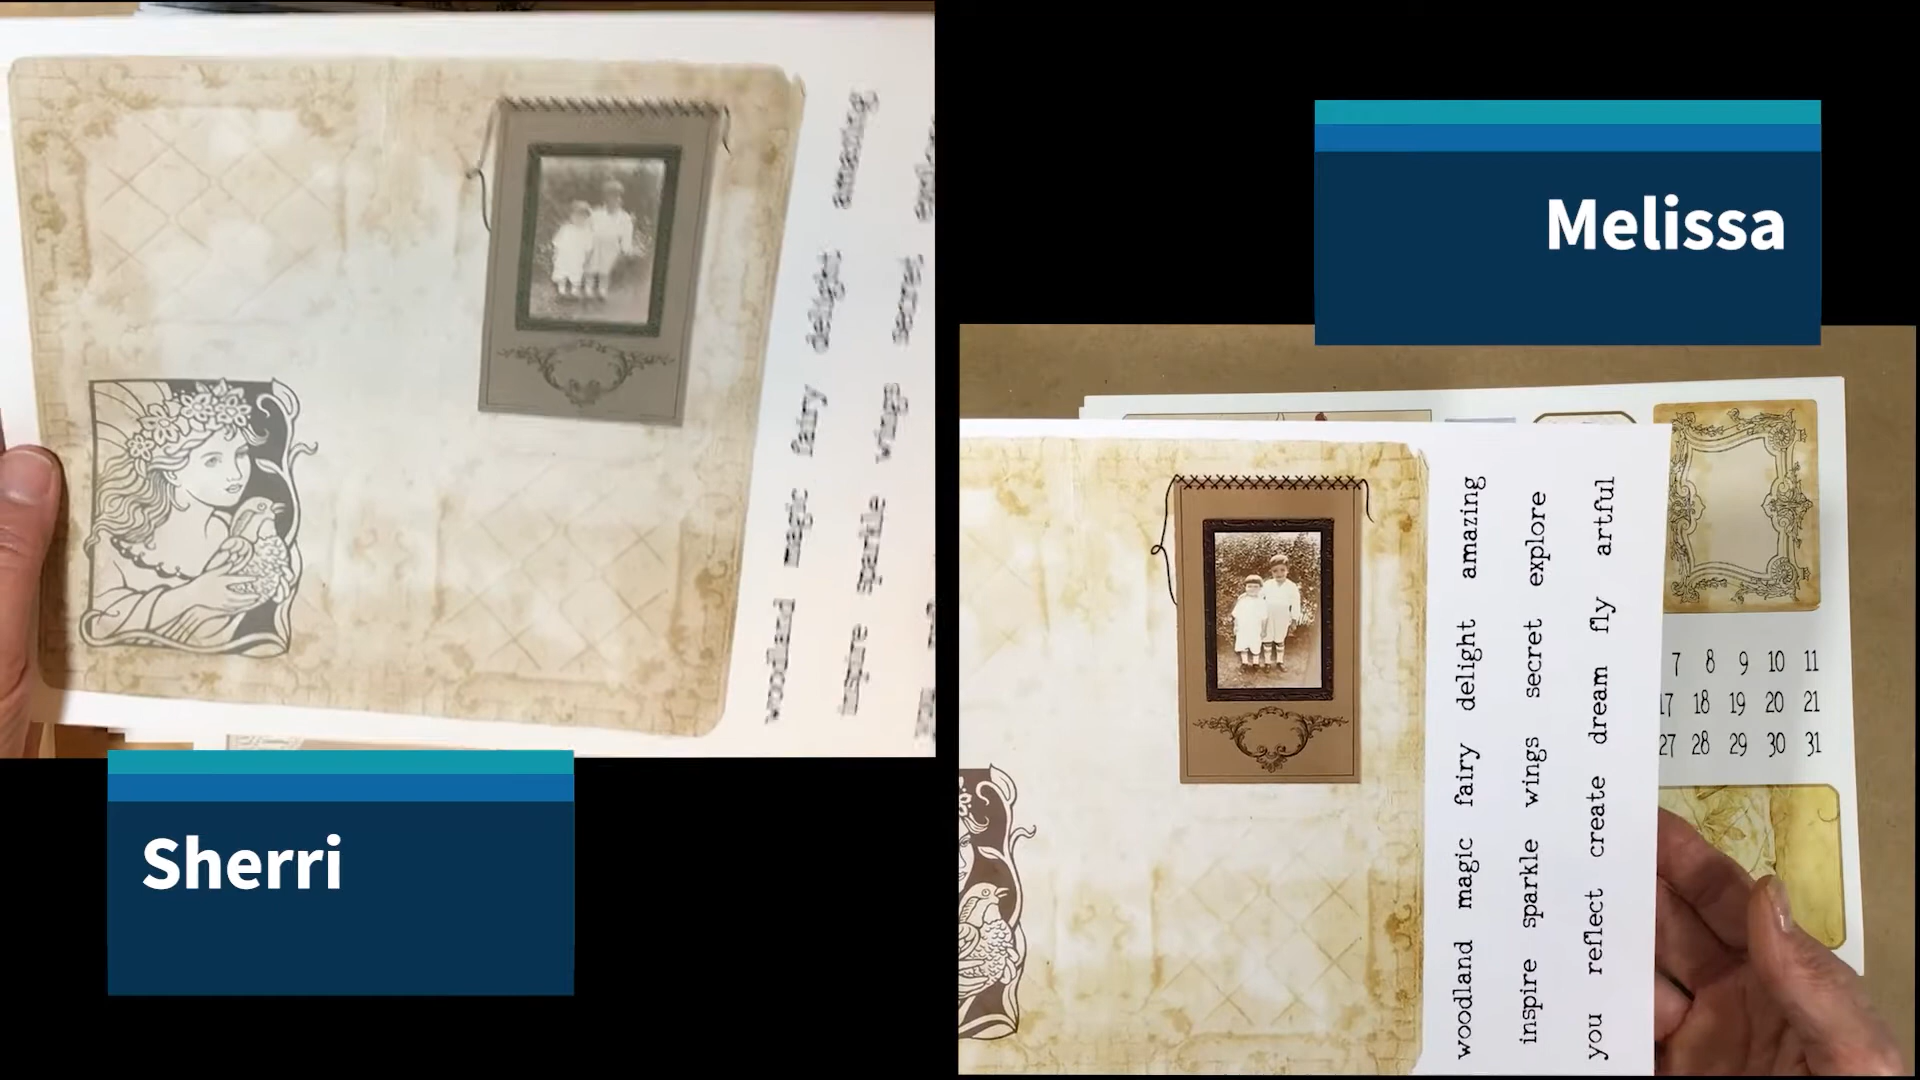 Melissa
Sherri
woodland magic fairy delight amazing
inspire sparkle wings secret
woodland magic fairy delight amazing
inspire sparkle wings secret explore
you reflect create dream fly artful
7 8 9 10 11
17 18 19 20 21
27 28 29 30 31